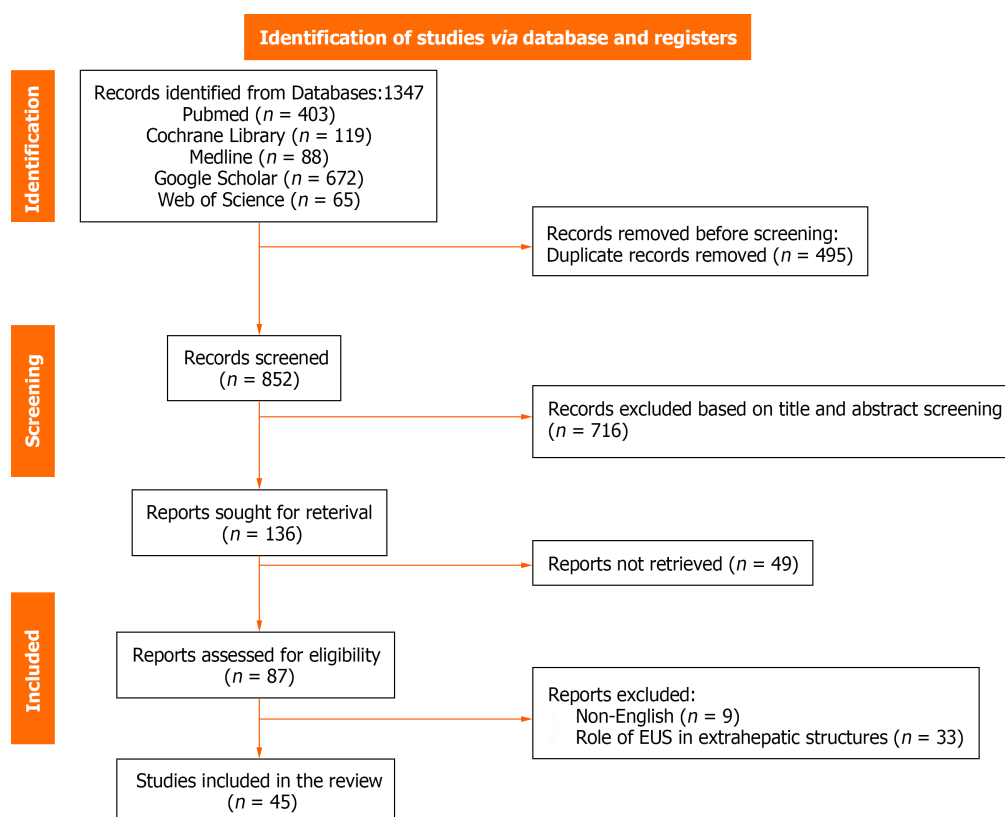 Identification of studies via database and registers
Identification
Records identified from Databases:1347
Pubmed (n = 403)
Cochrane Library (n = 119)
Medline (n = 88)
Google Scholar (n = 672)
Web of Science (n = 65)
Records removed before screening:
Duplicate records removed (n = 495)
Screening
Records screened
(n = 852)
Records excluded based on title and abstract screening
(n = 716)
Reports sought for reterival
(n = 136)
Reports not retrieved (n = 49)
Included
Reports assessed for eligibility
(n = 87)
Reports excluded:
Non-English (n = 9)
Role of EUS in extrahepatic structures (n = 33)
Studies included in the review
(n = 45)